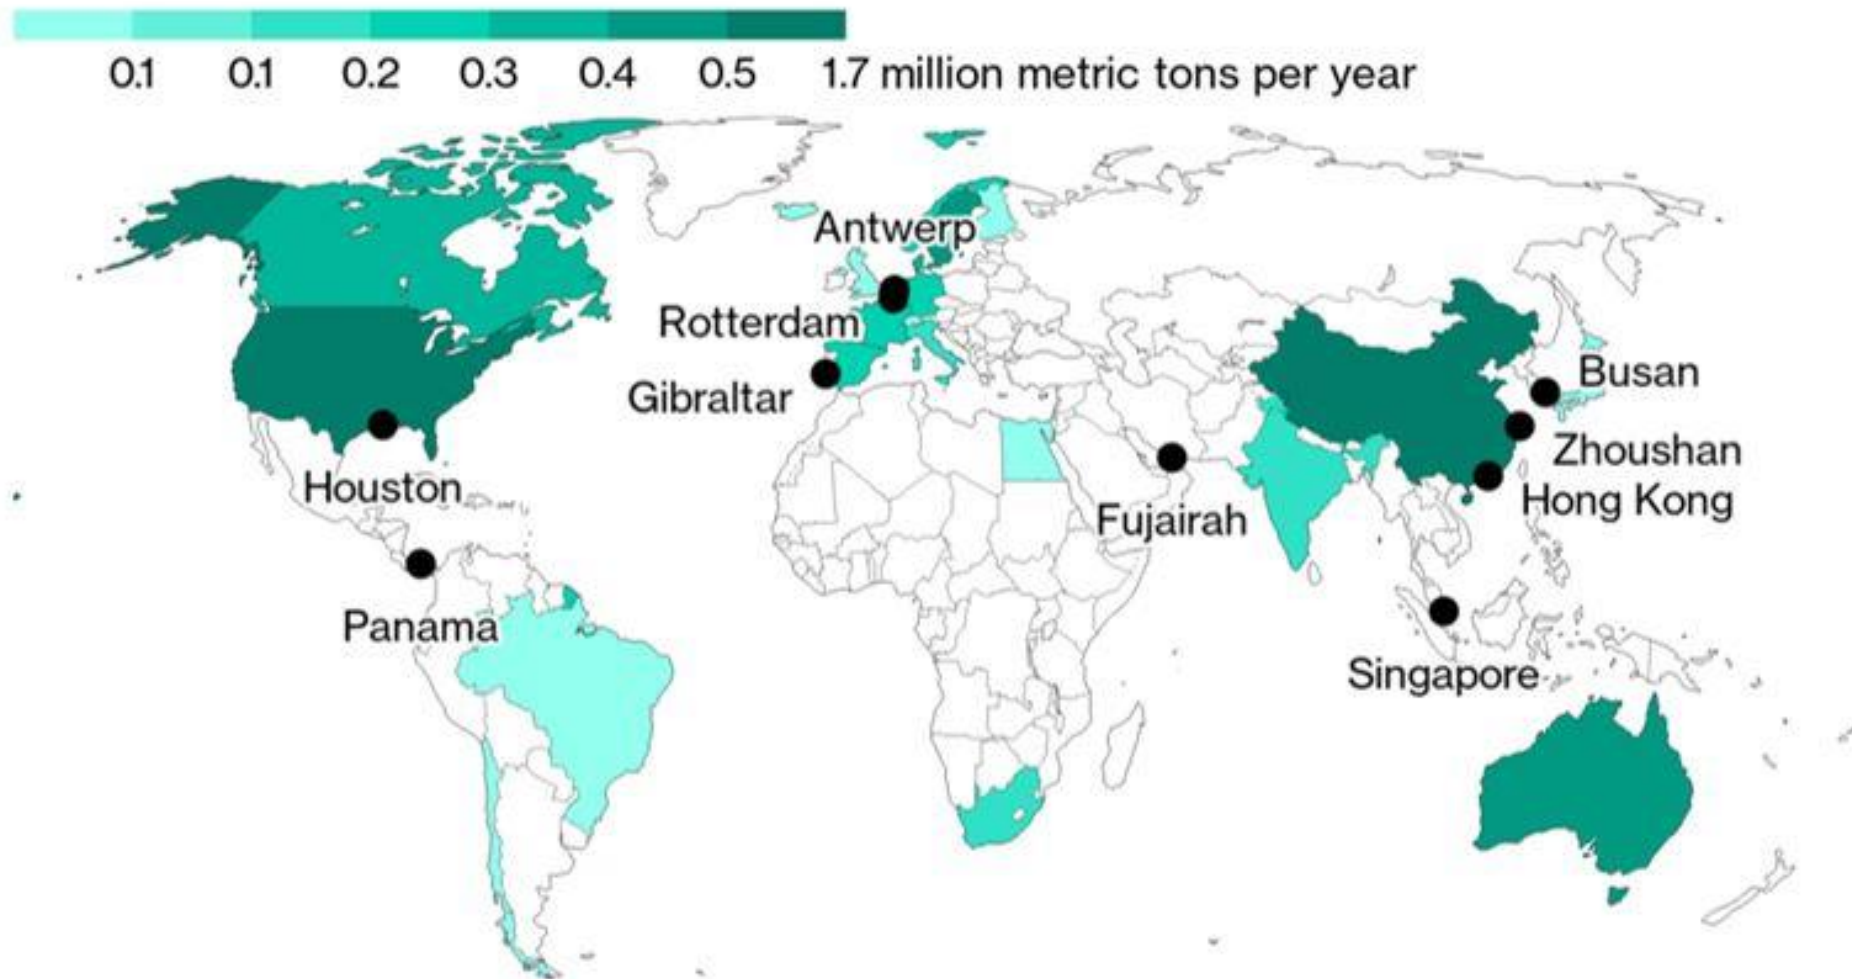 0.1 0.1 0.2 0.3 0.4 0.5 1.7 million metric tons per year
Antwerp
Rotterdam
Gibraltar
Busan
Zhoushan
Hong Kong
Houston
Fujairah
Panama
Singapore